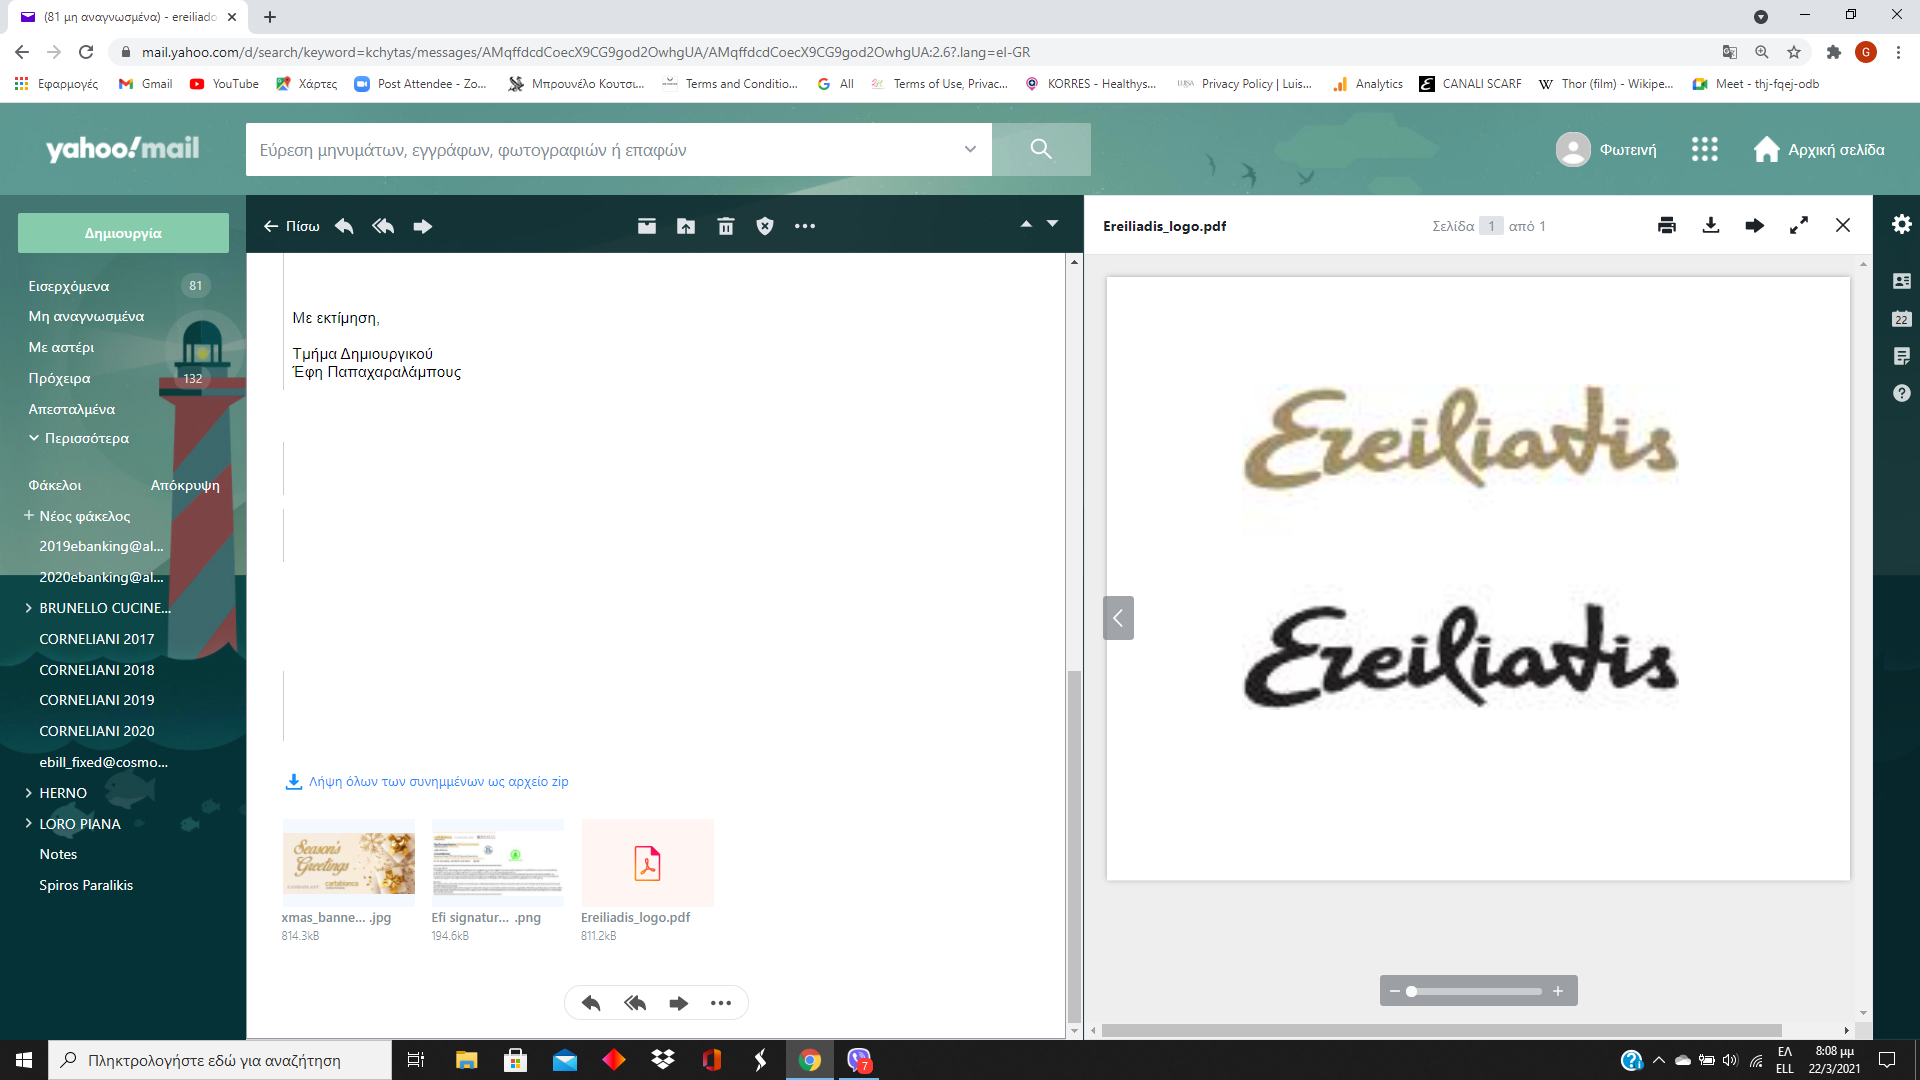 (81 μη αναγνωσμένα) - ereiliado
mail.yahoo.com/d/search/keyword=kchytas/messages/AMqffdcdCoecX9CG9god2OwhgUA/AMqffdcdCoecX9CG9god2OwhgUA:2.6?.lang=el-GR
G
Εφαρμογές
Gmail
YouTube
Χάρτες
Post Attendee - Zo...
Μπρουνέλο Κουτσι...
Terms and Conditio...
All
Terms of Use, Privac...
KORRES - Healthys...
Privacy Policy | Luis...
Analytics
CANALI SCARF
Thor (film) - Wikipe...
Meet - thj-fqej-odb
yahoo!mail
Εύρεση μηνυμάτων, εγγράφων, φωτογραφιών ή επαφών
Φωτεινή
Αρχική σελίδα
Δημιουργία
Εισερχόμενα 81
Μη αναγνωσμένα
Με αστέρι
Πρόχειρα 132
Απεσταλμένα
Περισσότερα
Φάκελοι Απόκρυψη
+ Νέος φάκελος
2019ebanking@al...
2020ebanking@al...
BRUNELLO CUCINE...
CORNELIANI 2017
CORNELIANI 2018
CORNELIANI 2019
CORNELIANI 2020
ebill_fixed@cosmo...
HERNO
LORO PIANA
Notes
Spiros Paralikis
Πίσω
Με εκτίμηση,
Τμήμα Δημιουργικού
Έφη Παπαχαραλάμπους
Λήψη όλων των συνημμένων ως αρχείο zip
Season's
Greetings
cartabianca
xmas_banne... .jpg
814.3kB
Efi signatur... .png
194.6kB
Ereiliadis_logo.pdf
811.2kB
Ereiliadis_logo.pdf
Σελίδα 1 από 1
Ereiliadis
Ereiliadis
22
Πληκτρολογήστε εδώ για αναζήτηση
7
ΕΛ
ELL
8:08 μμ
22/3/2021